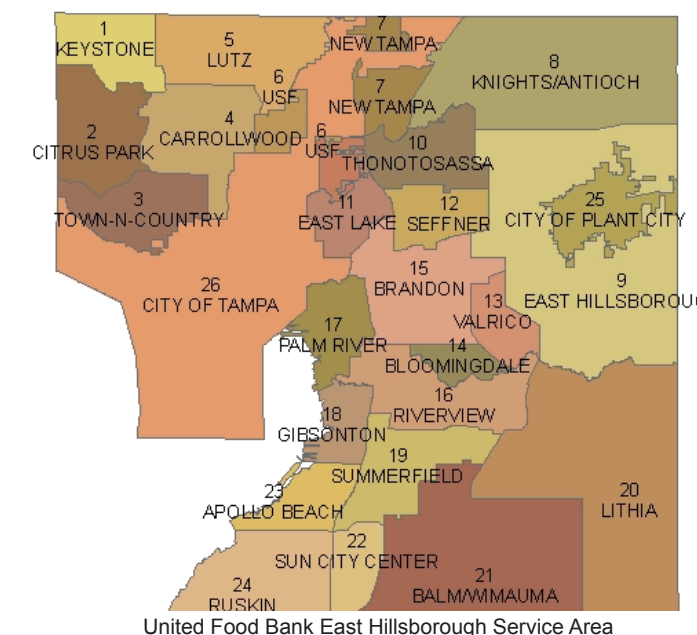 1
KEYSTONE
5
LUTZ
7
NEW TAMPA
8
KNIGHTS/ANTIOCH
6
USF
7
NEW TAMPA
2
CITRUS PARK
4
CARROLLWOOD
6
USF
10
THONOTOSASSA
3
TOWN-N-COUNTRY
11
EAST LAKE
12
SEFFNER
25
CITY OF PLANT CITY
26
CITY OF TAMPA
15
BRANDON
13
VALRICO
9
EAST HILLSBOROU
17
PALM RIVER
14
BLOOMINGDALE
16
RIVERVIEW
18
GIBSONTON
19
SUMMERFIELD
20
LITHIA
23
APOLLO BEACH
22
SUN CITY CENTER
21
BALM/WIMAUMA
24
RUSKIN
United Food Bank East Hillsborough Service Area